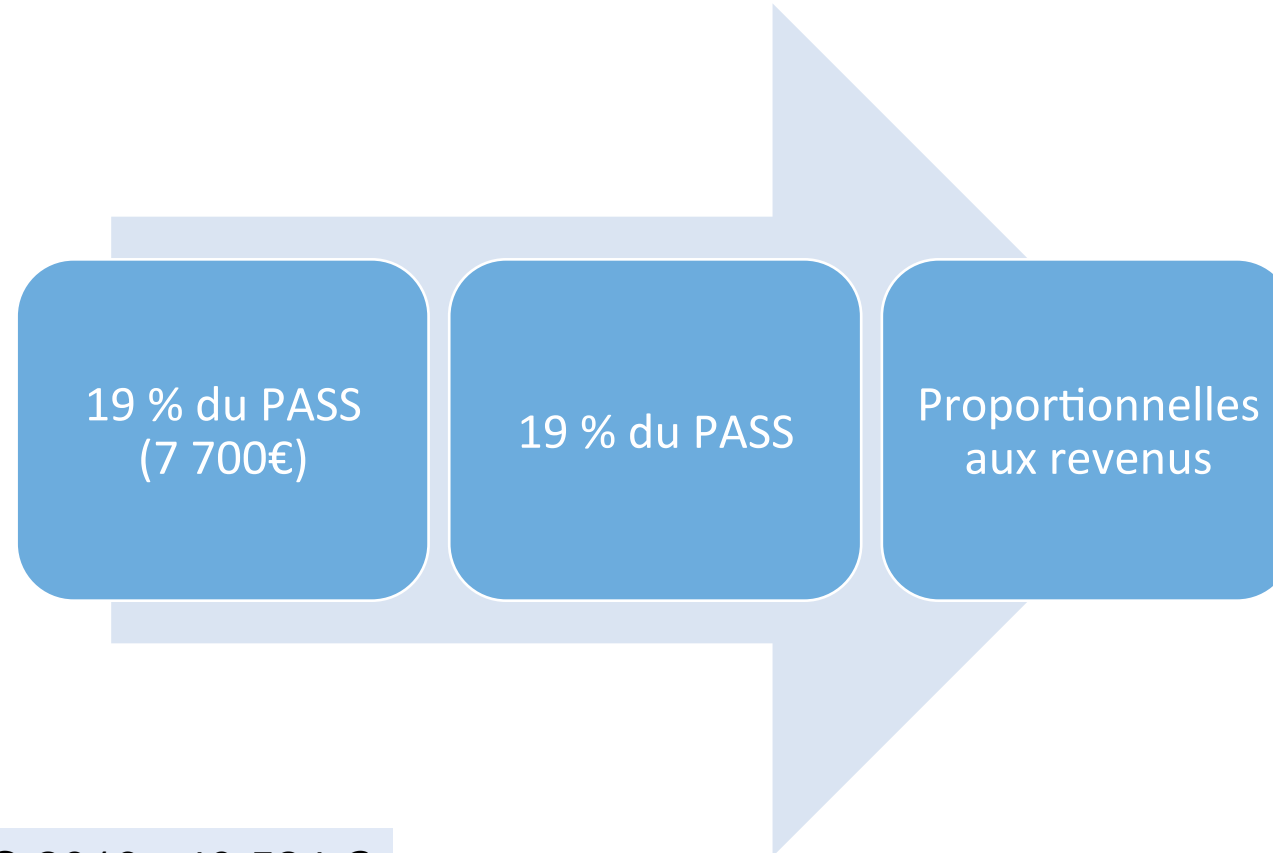 19 % du PASS
(7 700€)
19 % du PASS
Proportionnelles
aux revenus